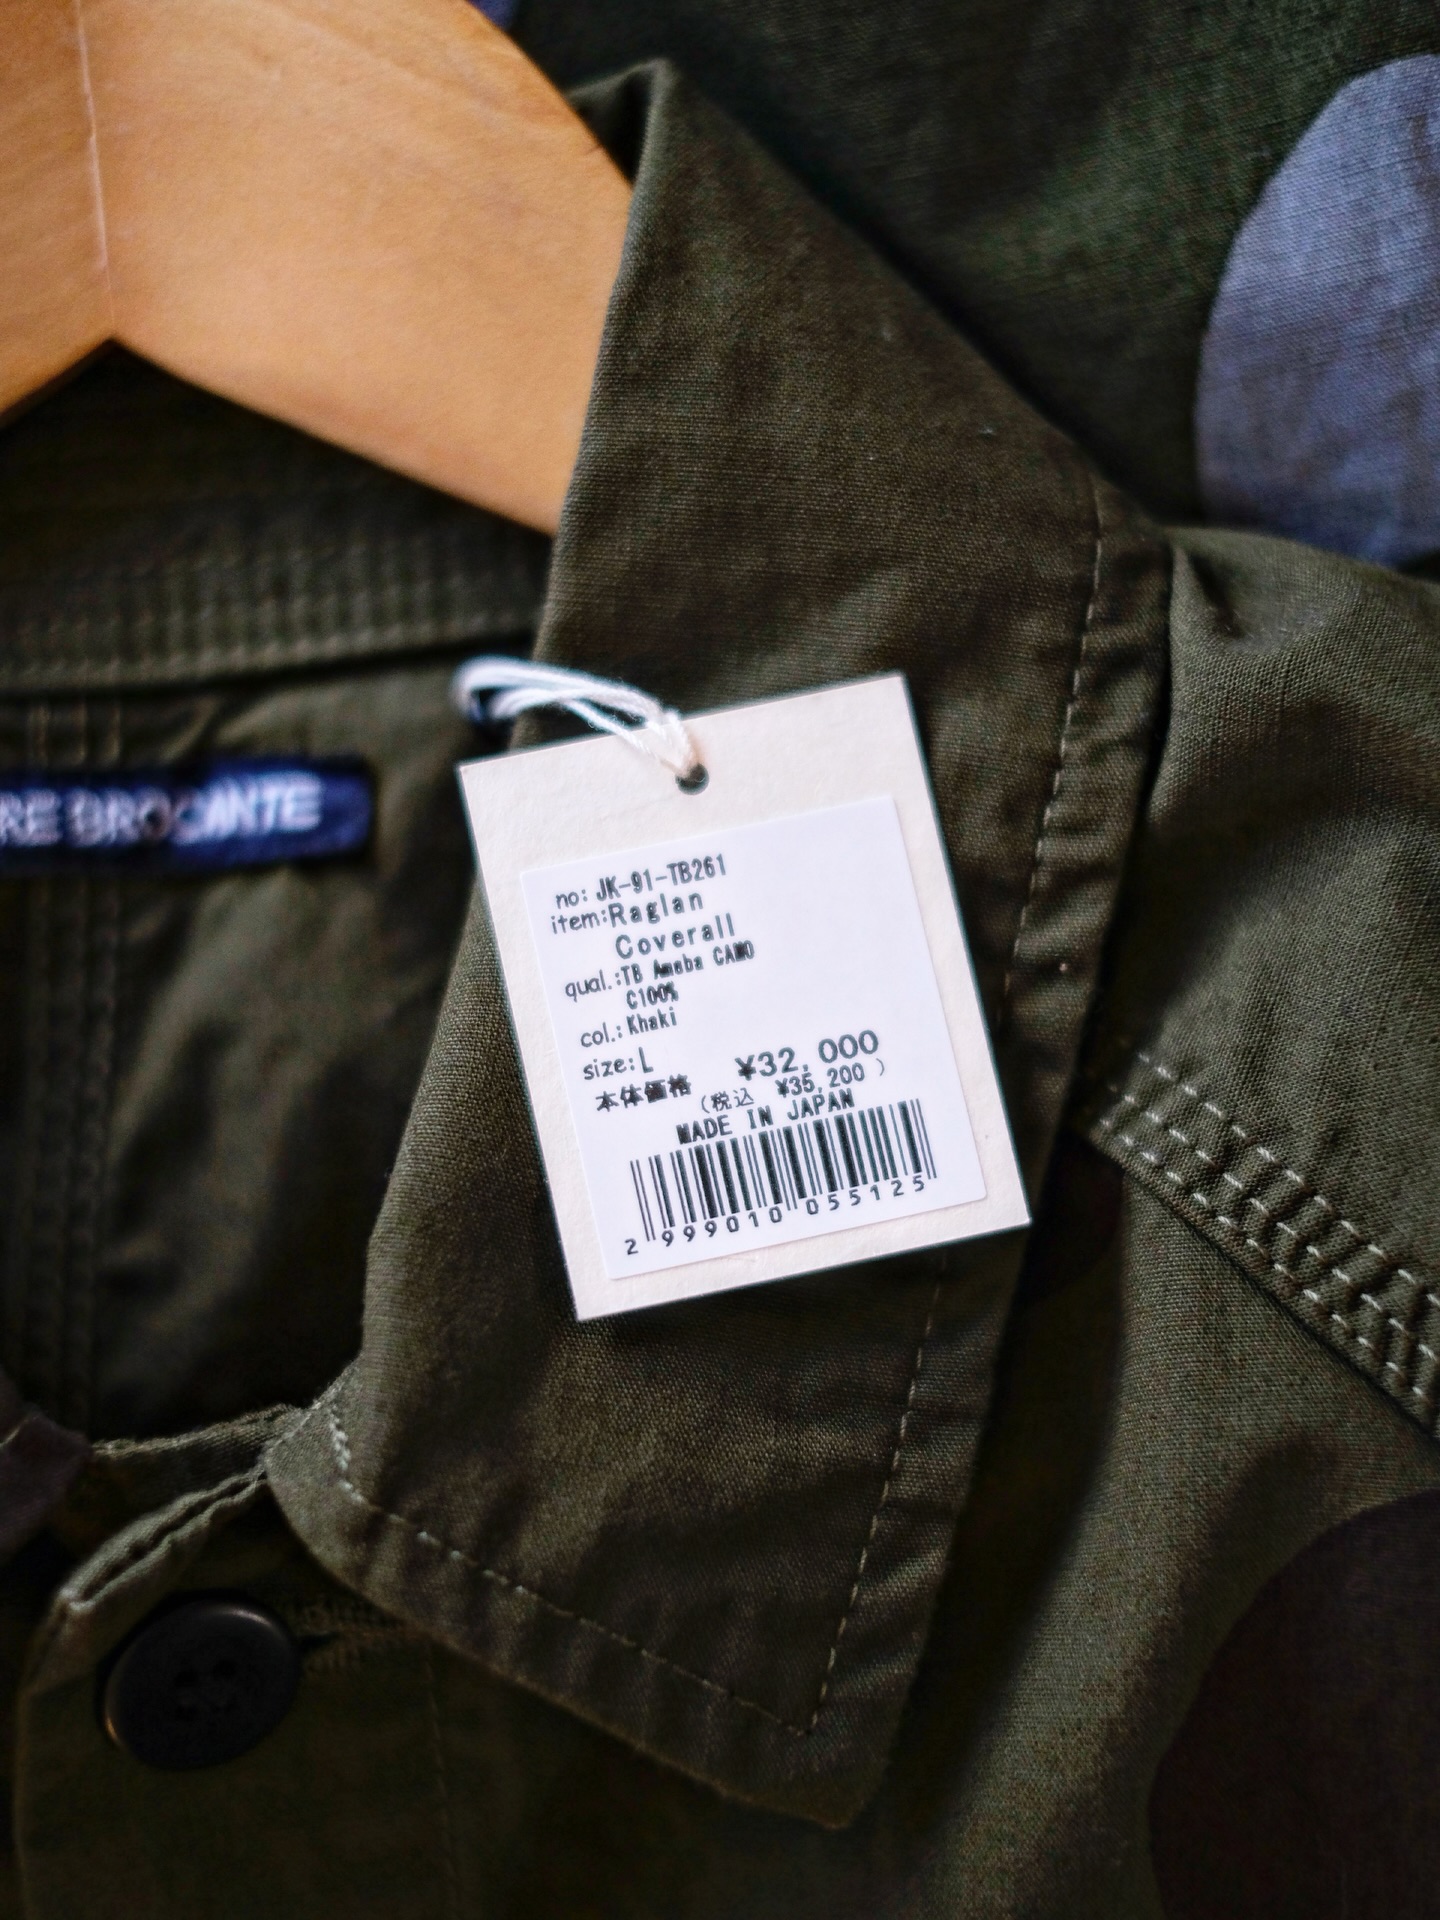 RE BROCANTE
no: JK-91-TB261
item:Raglan
Coverall
qual.:TB Ameba CAMO
C100%
col.: Khaki
size: L
¥32,000
本体価格
(税込 ¥35,200 )
MADE IN JAPAN
2 999010 055125